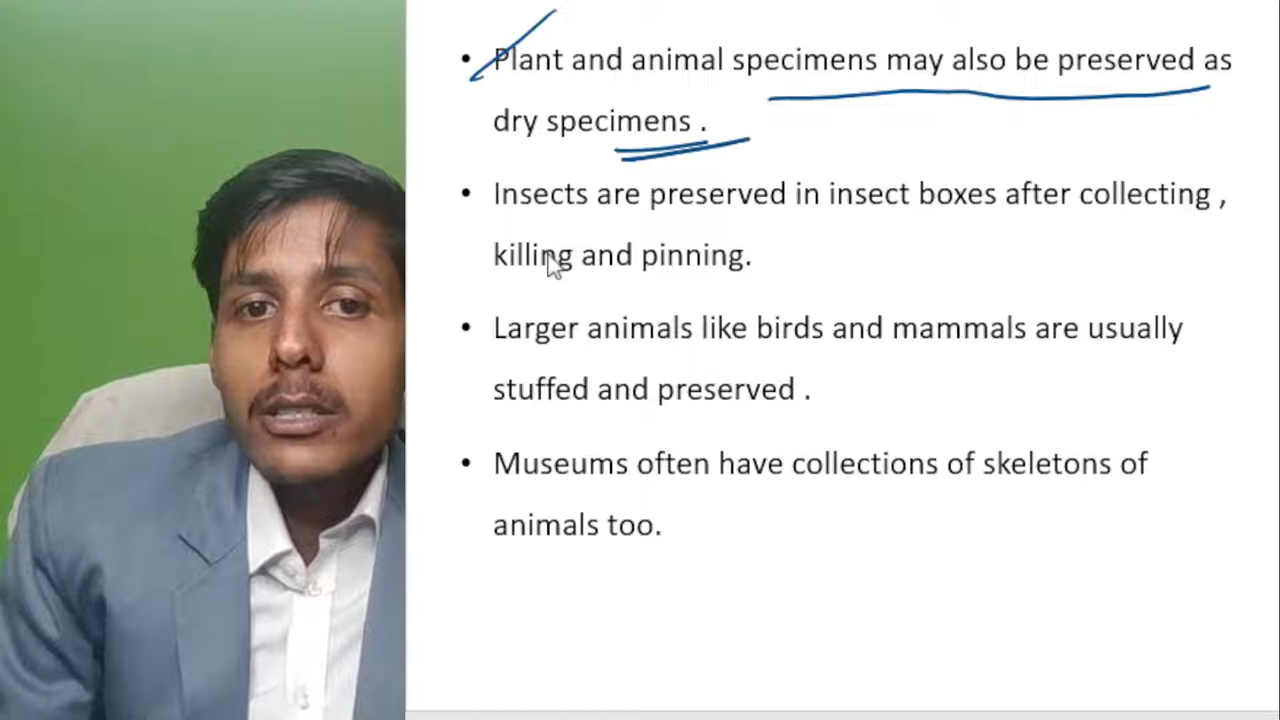 • Plant and animal specimens may also be preserved as
dry specimens .
• Insects are preserved in insect boxes after collecting ,
killing and pinning.
• Larger animals like birds and mammals are usually
stuffed and preserved .
• Museums often have collections of skeletons of
animals too.